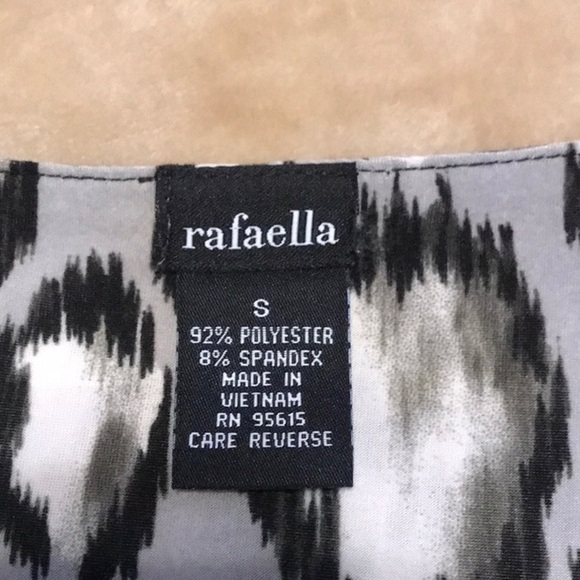 rafaella
S
92% POLYESTER
8% SPANDEX
MADE IN
VIETNAM
RN 95615
CARE REVERSE